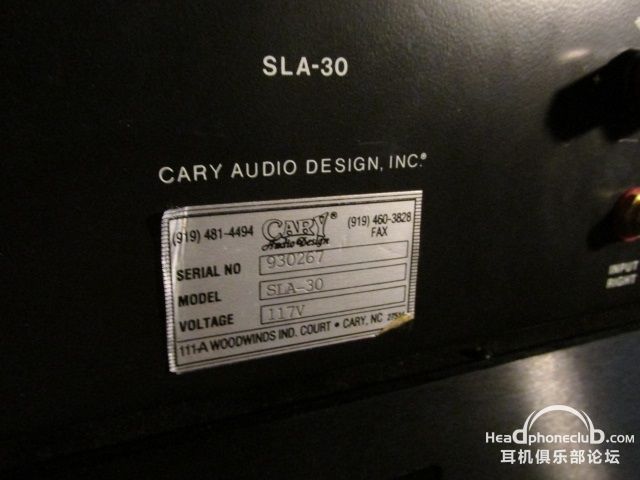 SLA-30
CARY AUDIO DESIGN, INC.®
(919) 481-4494 CARY® Audio Design (919) 460-3828 FAX
SERIAL NO 930267
MODEL SLA-30
VOLTAGE 117V
111-A WOODWINDS IND. COURT • CARY, NC
INPUT
RIGHT
Headphoneclub.com
耳机俱乐部论坛